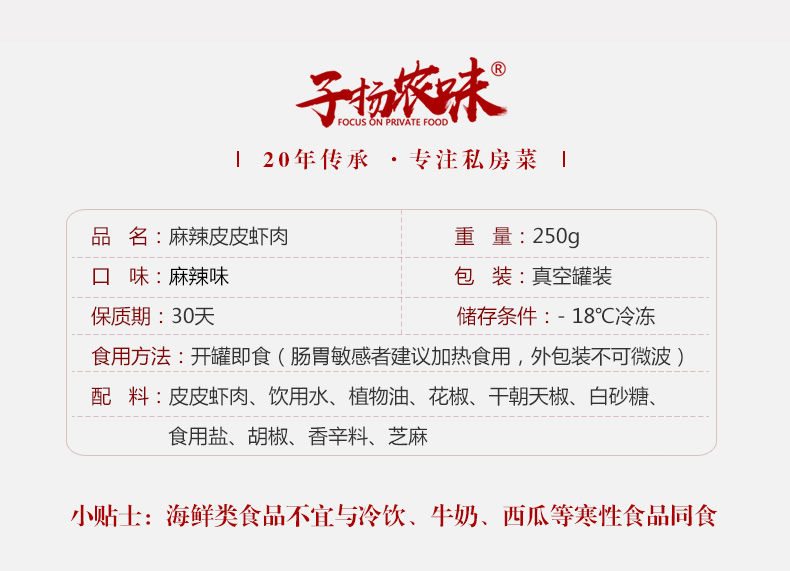 子扬农味®
FOCUS ON PRIVATE FOOD
20年传承 · 专注私房菜
品 名：麻辣皮皮虾肉 重 量：250g
口 味：麻辣味 包 装：真空罐装
保质期：30天 储存条件：- 18℃冷冻
食用方法：开罐即食（肠胃敏感者建议加热食用，外包装不可微波）
配 料：皮皮虾肉、饮用水、植物油、花椒、干朝天椒、白砂糖、
食用盐、胡椒、香辛料、芝麻
小贴士：海鲜类食品不宜与冷饮、牛奶、西瓜等寒性食品同食